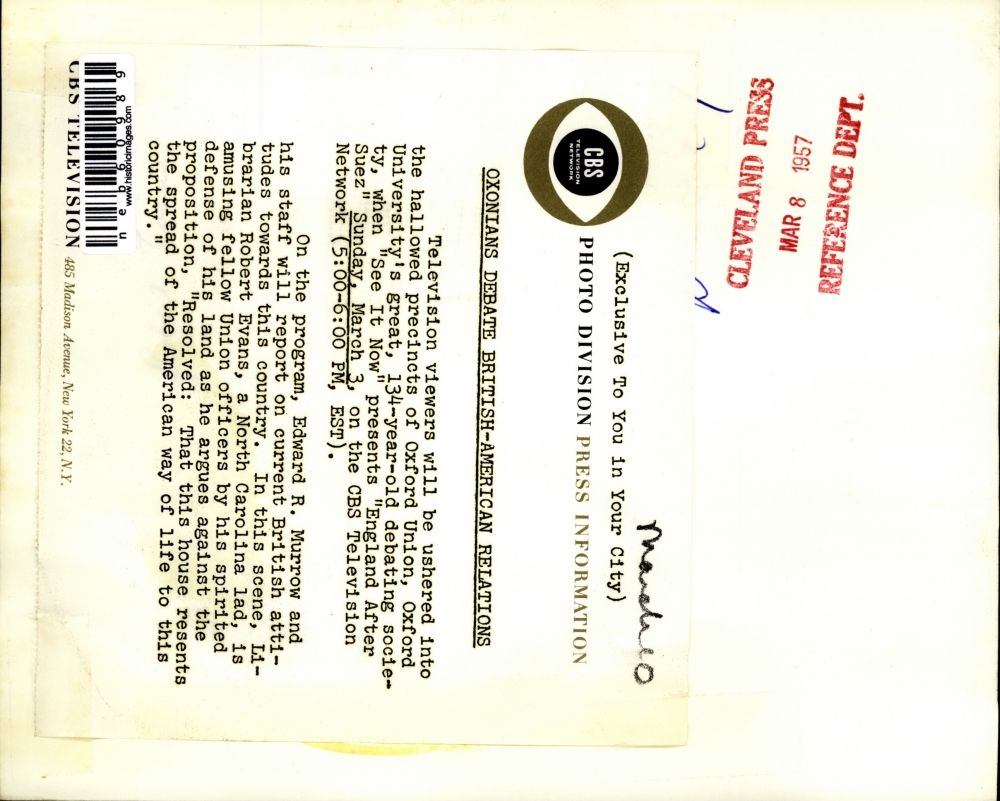 CLEVELAND PRESS
MAR 8 1957
REFERENCE DEPT.
(Exclusive To You in Your City)
CBS
TELEVISION
NETWORK
PHOTO DIVISION PRESS INFORMATION
OXONIANS DEBATE BRITISH-AMERICAN RELATIONS
Television viewers will be ushered into
the hallowed precincts of Oxford Union, Oxford
University's great, 134-year-old debating socie-
ty, when "See It Now" presents "England After
Suez" Sunday, March 3, on the CBS Television
Network (5:00-6:00 PM, EST).
On the program, Edward R. Murrow and
his staff will report on current British atti-
tudes towards this country. In this scene, Li-
brarian Robert Evans, a North Carolina lad, is
amusing fellow Union officers by his spirited
defense of his land as he argues against the
proposition, "Resolved: That this house resents
the spread of the American way of life to this
country."
www.historicimages.com
CBS TELEVISION 485 Madison Avenue, New York 22, N.Y.